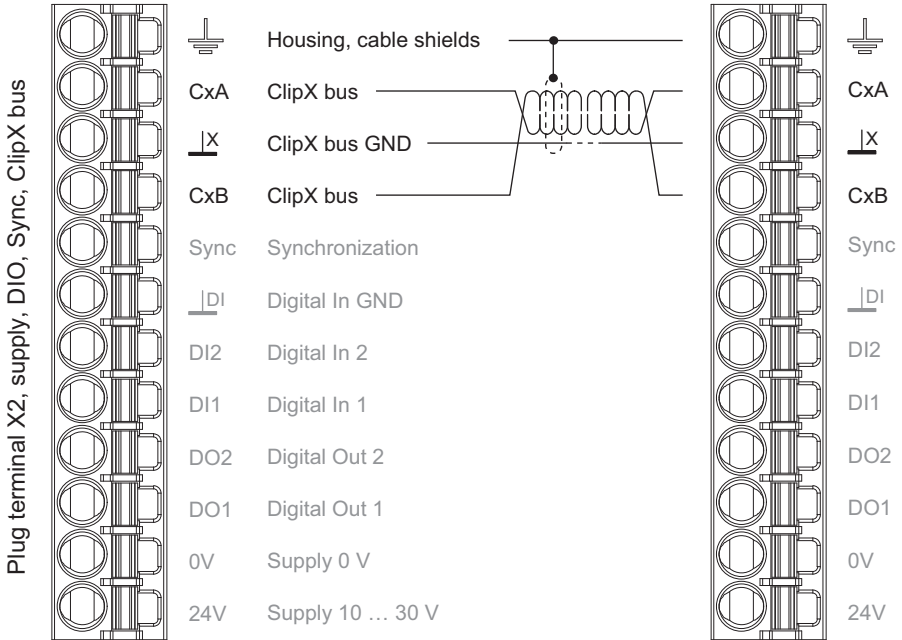 Plug terminal X2, supply, DIO, Sync, ClipX bus
Housing, cable shields
CxA ClipX bus CxA
X ClipX bus GND X
CxB ClipX bus CxB
Sync Synchronization Sync
DI Digital In GND DI
DI2 Digital In 2 DI2
DI1 Digital In 1 DI1
DO2 Digital Out 2 DO2
DO1 Digital Out 1 DO1
0V Supply 0 V 0V
24V Supply 10 … 30 V 24V